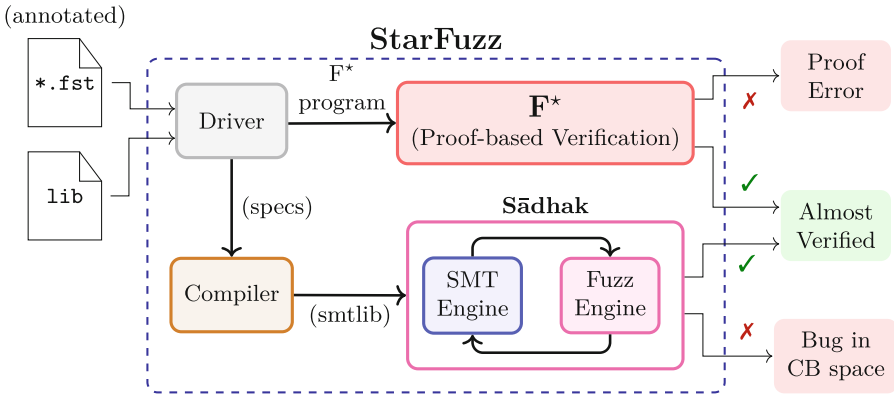 (annotated)
*.fst
lib
StarFuzz
Driver
F⋆
program
F⋆
(Proof-based Verification)
Proof
Error
✗
✓
(specs)
Sādhak
Almost
Verified
✓
Compiler
(smtlib)
SMT
Engine
Fuzz
Engine
✗
Bug in
CB space